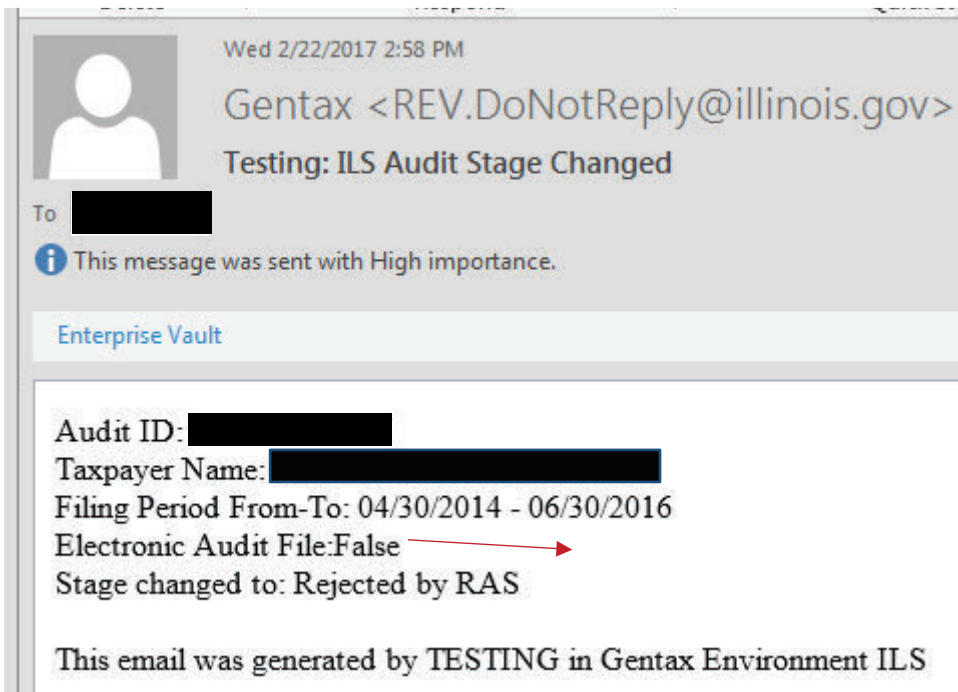 Wed 2/22/2017 2:58 PM
Gentax <REV.DoNotReply@illinois.gov>
Testing: ILS Audit Stage Changed
To
This message was sent with High importance.
Enterprise Vault
Audit ID:
Taxpayer Name:
Filing Period From-To: 04/30/2014 - 06/30/2016
Electronic Audit File:False
Stage changed to: Rejected by RAS
This email was generated by TESTING in Gentax Environment ILS